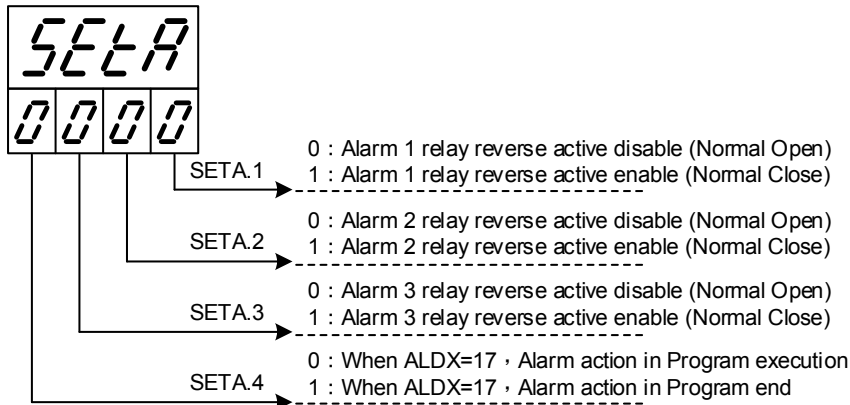 SEtA
0 0 0 0
SETA.1
0：Alarm 1 relay reverse active disable (Normal Open)
1：Alarm 1 relay reverse active enable (Normal Close)
SETA.2
0：Alarm 2 relay reverse active disable (Normal Open)
1：Alarm 2 relay reverse active enable (Normal Close)
SETA.3
0：Alarm 3 relay reverse active disable (Normal Open)
1：Alarm 3 relay reverse active enable (Normal Close)
SETA.4
0：When ALDX=17，Alarm action in Program execution
1：When ALDX=17，Alarm action in Program end